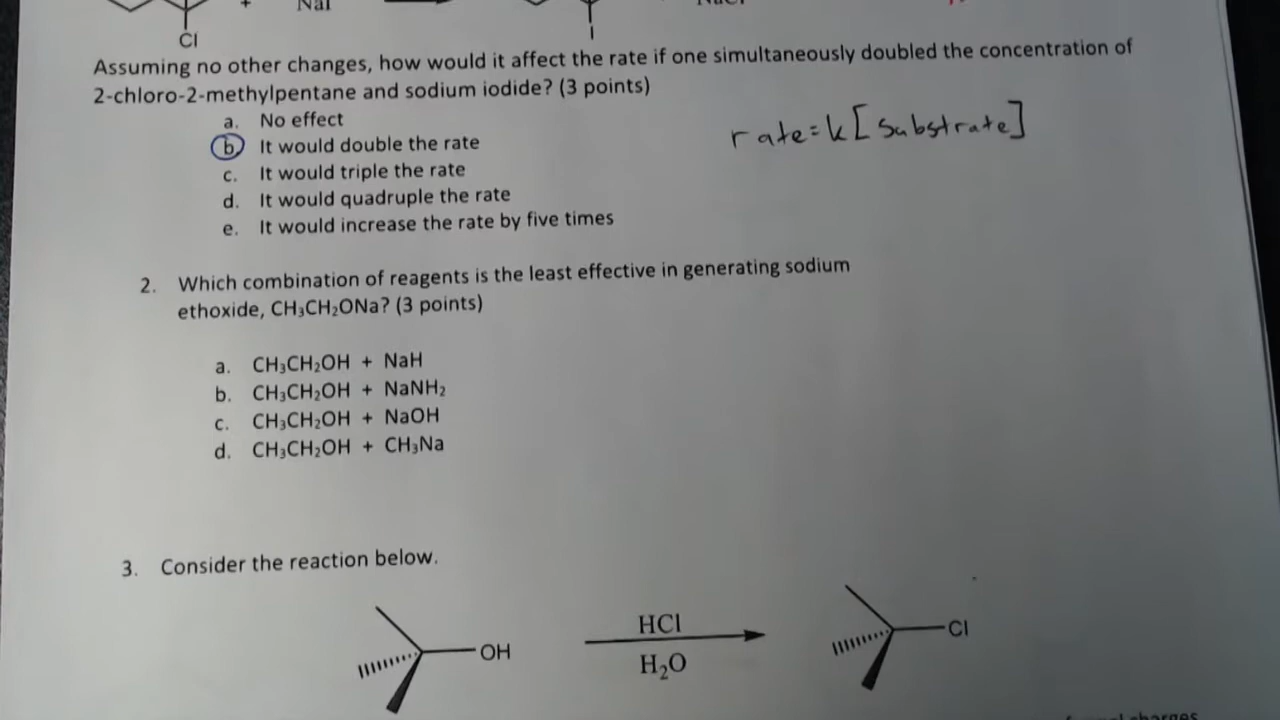 + NaI
Cl I
Assuming no other changes, how would it affect the rate if one simultaneously doubled the concentration of
2-chloro-2-methylpentane and sodium iodide? (3 points)
a. No effect
b. It would double the rate
c. It would triple the rate
d. It would quadruple the rate
e. It would increase the rate by five times
rate=k[substrate]
2. Which combination of reagents is the least effective in generating sodium
ethoxide, CH₃CH₂ONa? (3 points)
a. CH₃CH₂OH + NaH
b. CH₃CH₂OH + NaNH₂
c. CH₃CH₂OH + NaOH
d. CH₃CH₂OH + CH₃Na
3. Consider the reaction below.
OH HCl Cl
H₂O
charges